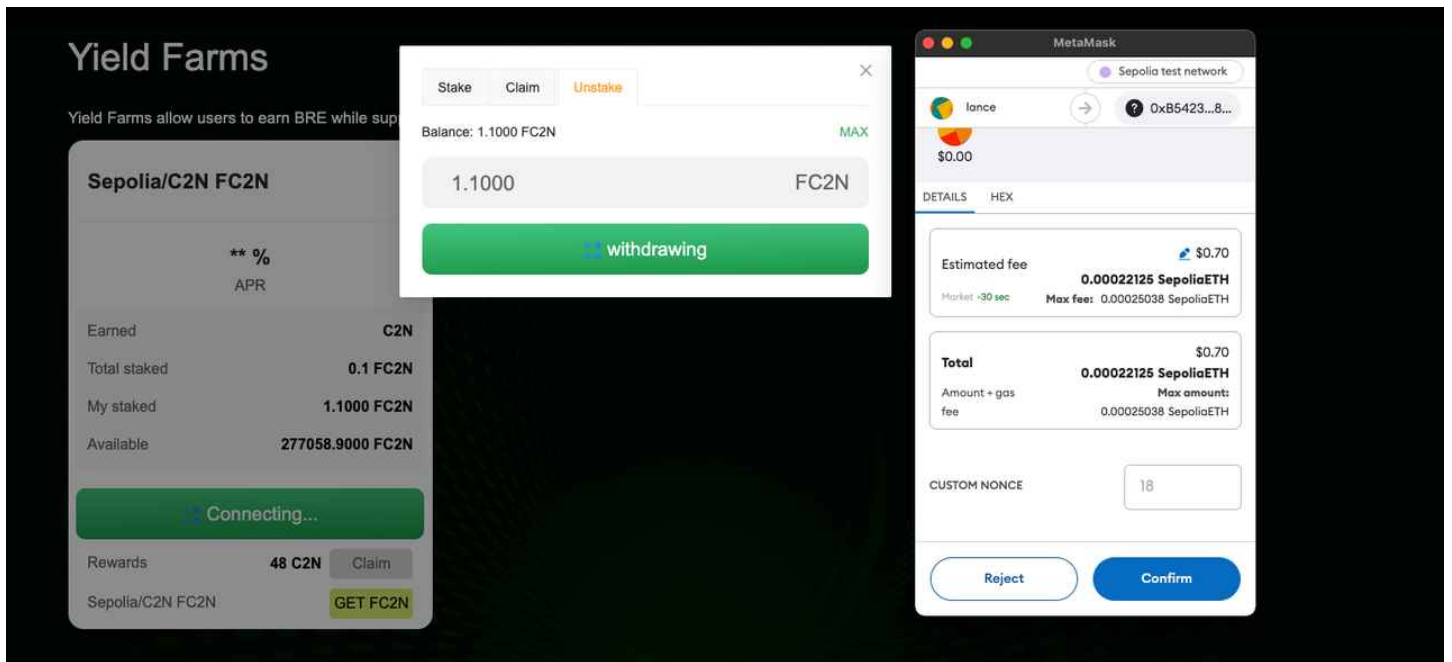 Yield Farms
Yield Farms allow users to earn BRE while sup
Sepolia/C2N FC2N
** %
APR
Earned C2N
Total staked 0.1 FC2N
My staked 1.1000 FC2N
Available 277058.9000 FC2N
Connecting...
Rewards 48 C2N Claim
Sepolia/C2N FC2N GET FC2N
Stake Claim Unstake
Balance: 1.1000 FC2N MAX
1.1000 FC2N
withdrawing
MetaMask
Sepolia test network
lance 0xB5423...8...
$0.00
DETAILS HEX
Estimated fee $0.70
0.00022125 SepoliaETH
Market ~30 sec Max fee: 0.00025038 SepoliaETH
Total $0.70
0.00022125 SepoliaETH
Amount + gas Max amount:
fee 0.00025038 SepoliaETH
CUSTOM NONCE 18
Reject Confirm